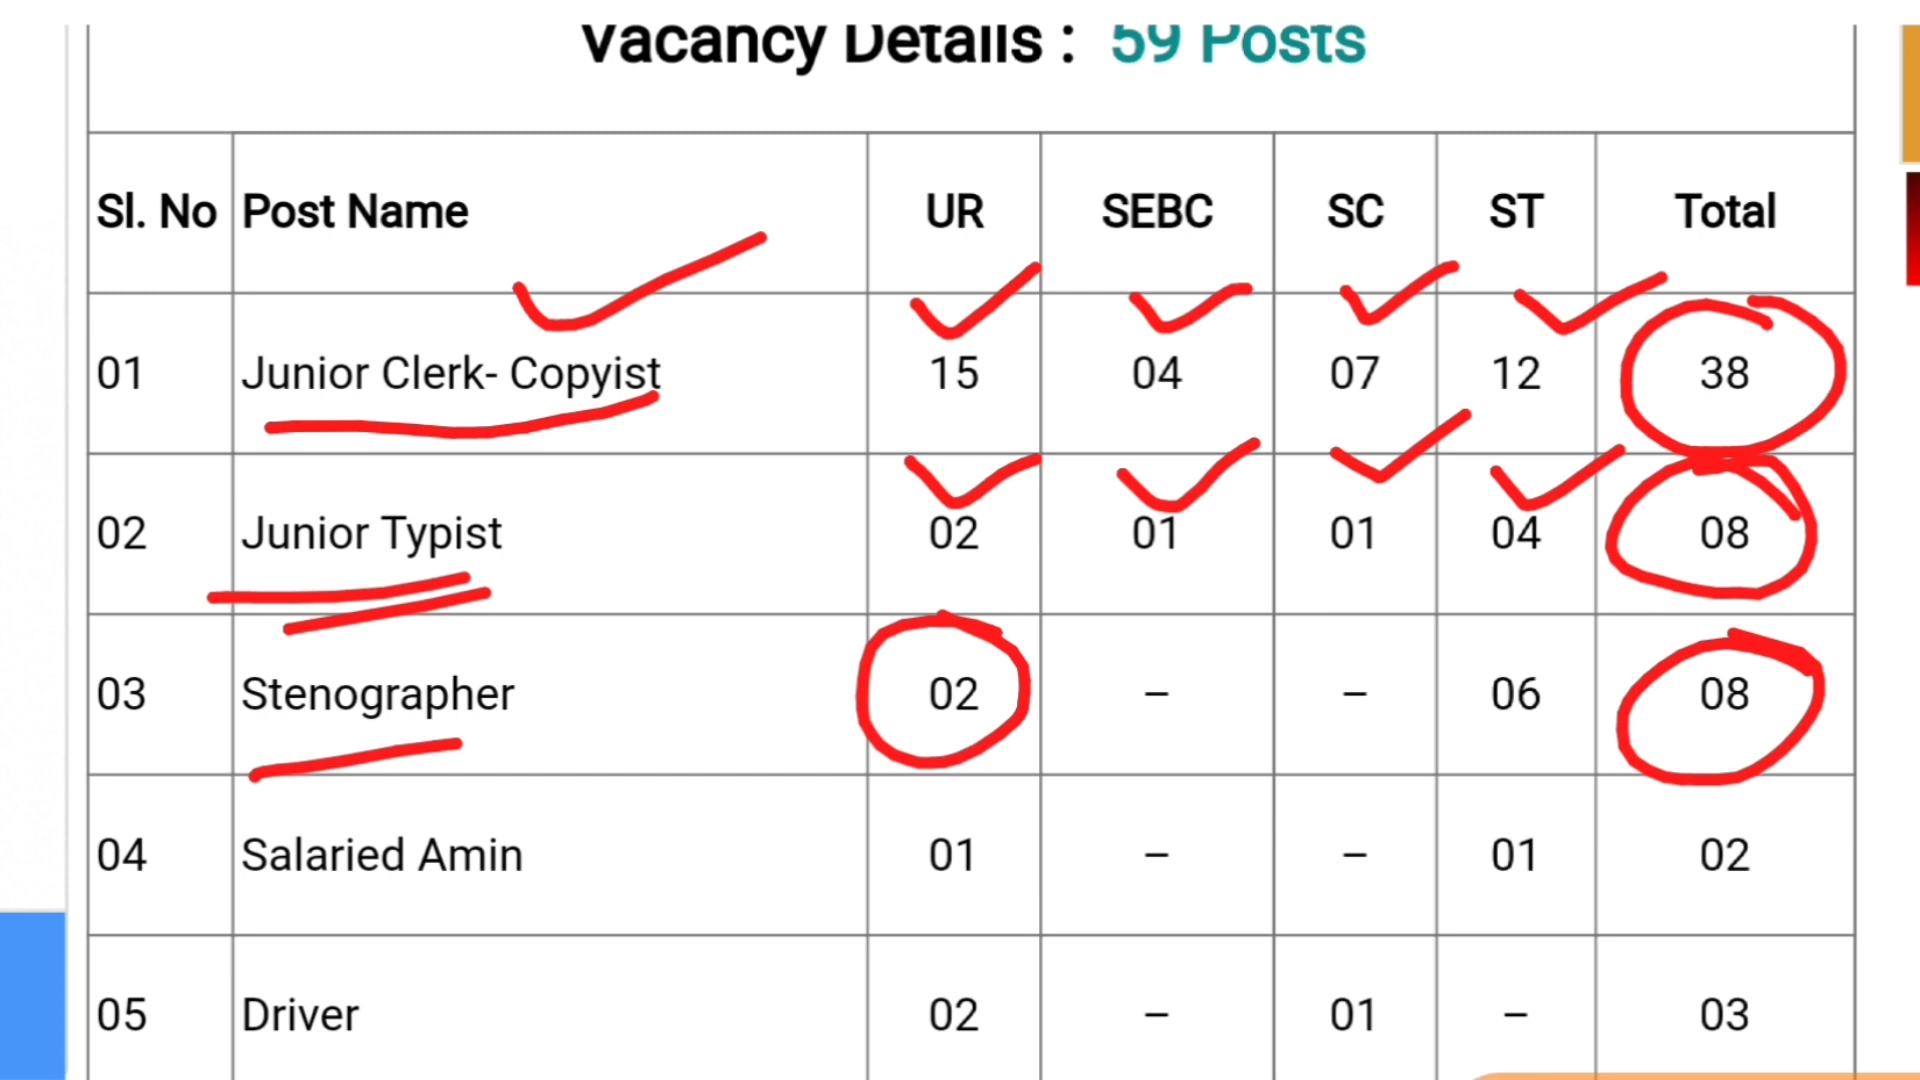 Vacancy Details : 59 Posts
Sl. No Post Name UR SEBC SC ST Total
01 Junior Clerk- Copyist 15 04 07 12 38
02 Junior Typist 02 01 01 04 08
03 Stenographer 02 – – 06 08
04 Salaried Amin 01 – – 01 02
05 Driver 02 – 01 – 03